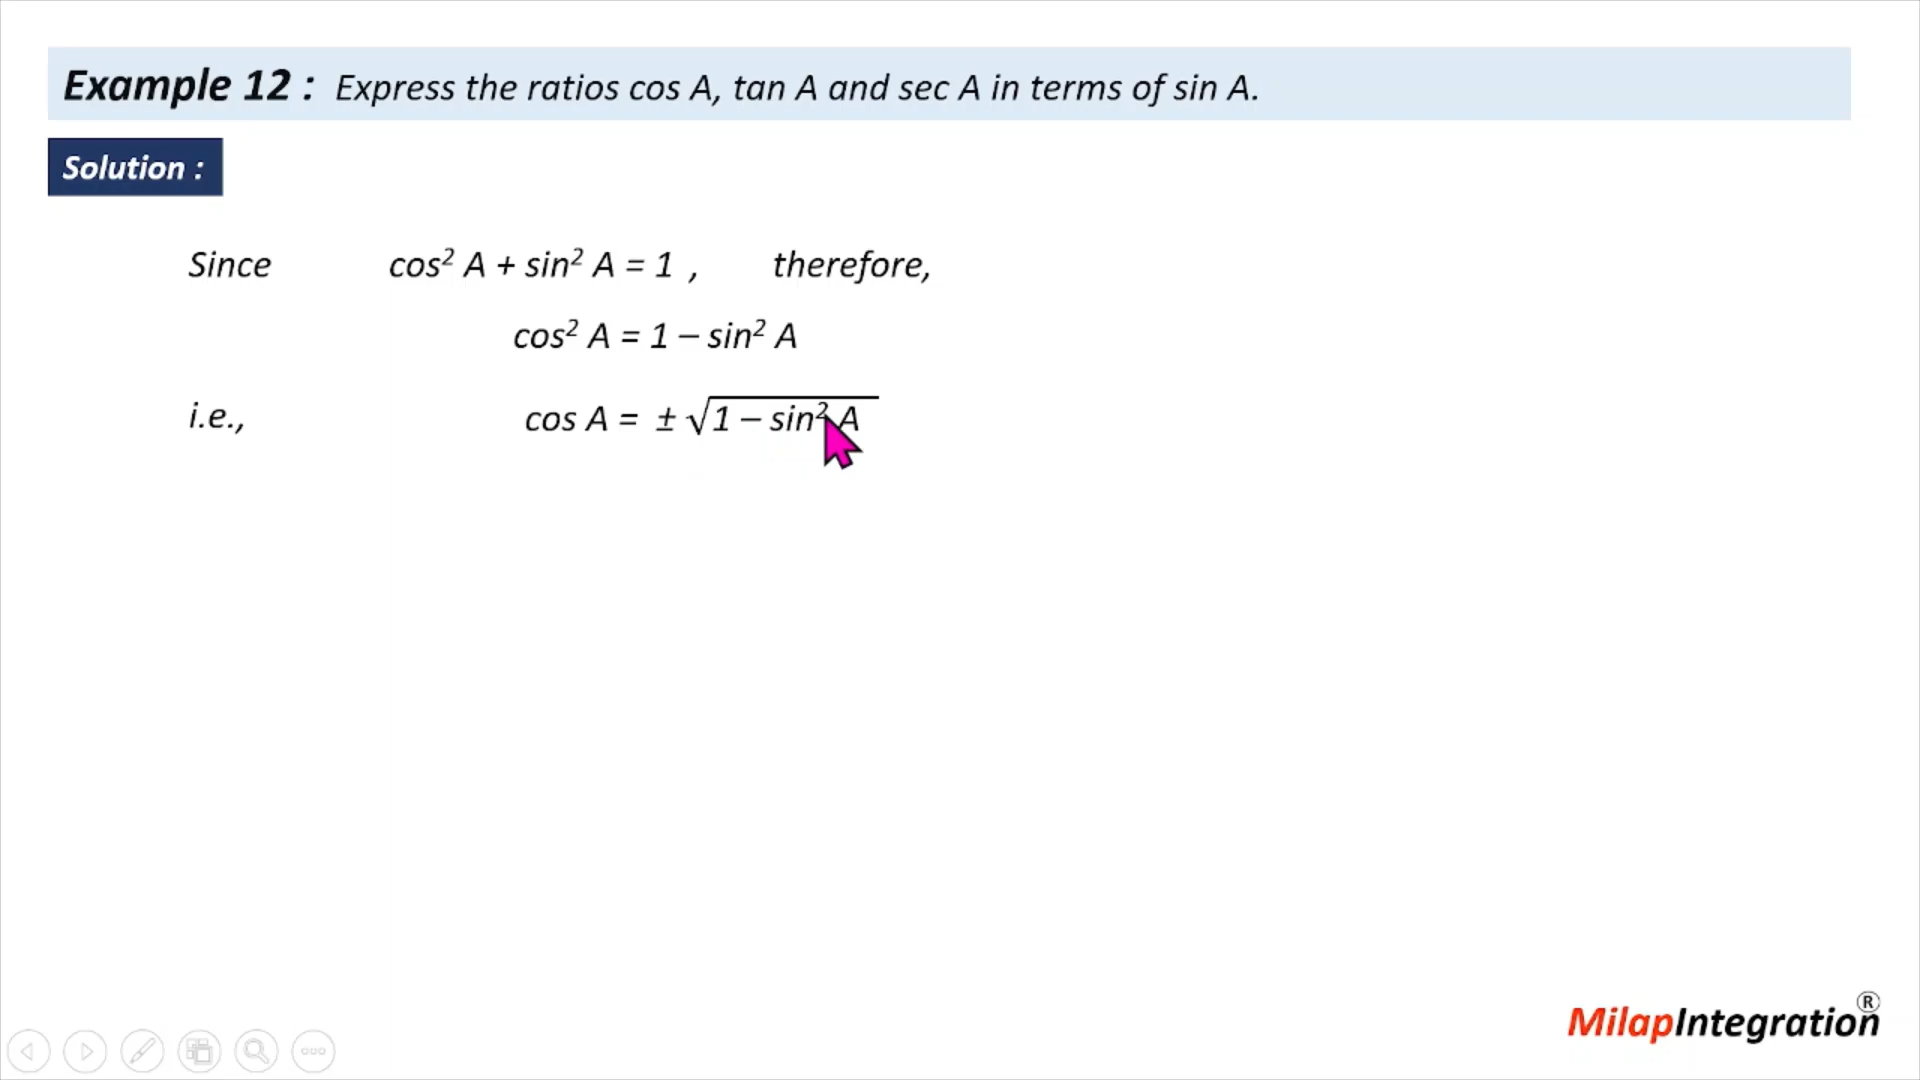 Example 12 : Express the ratios cos A, tan A and sec A in terms of sin A.
Solution :
Since cos² A + sin² A = 1 , therefore,
cos² A = 1 – sin² A
i.e., cos A = ± √1 – sin² A
MilapIntegration®